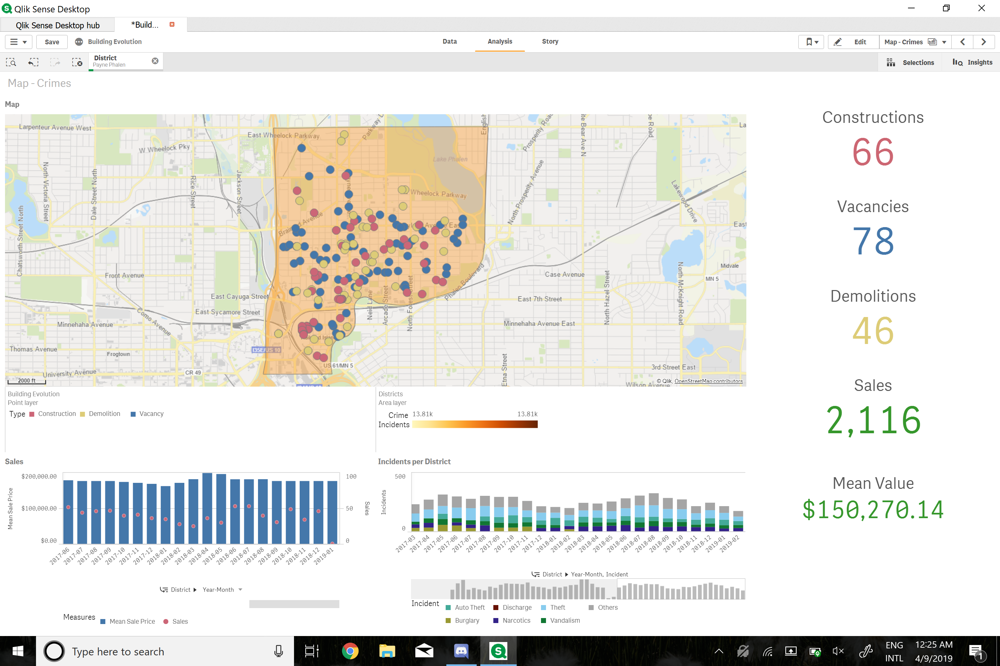 Qlik Sense Desktop
Qlik Sense Desktop hub
*Build...
Save
Building Evolution
Data
Analysis
Story
Edit
Map - Crimes
District
Payne Phalen
Selections
Insights
Map - Crimes
Map
Larpenteur Avenue West
East Wheelock Parkway
W Wheelock Pky
Lake Phalen
Wheelock Parkway
North Victoria Street
Dale Street North
Rice Street
Jackson Street
Chatsworth Street North
Prosperity Road
North Prosperity Avenue
Lakewood Drive
Front Avenue
Case Avenue
Midvale
MN 5
East Cayuga Street
East 7th Street
East Sycamore Street
Como Avenue
Minnehaha Avenue
Minnehaha Avenue East
Neid Lane
Arcade Street
Phalen Boulevard
North Hazel Street
North McKnight Road
Thomas Avenue
Frogtown
I35E/US 10
US 61/MN 5
University Avenue
CR 49
Etna Street
3rd Street East
2000 ft
© Qlik, OpenStreetMap contributors
Constructions
66
Vacancies
78
Demolitions
46
Sales
2,116
Mean Value
$150,270.14
Building Evolution
Point layer
Type Construction Demolition Vacancy
Districts
Area layer
Crime Incidents
13.81k 13.81k
Sales
$200,000.00
$100,000.00
$0.00
Mean Sale Price
100
50
0
Sales
2017-06 2017-07 2017-08 2017-09 2017-10 2017-11 2017-12 2018-01 2018-02 2018-03 2018-04 2018-05 2018-06 2018-07 2018-08 2018-09 2018-10 2018-11 2018-12 2019-01
District Year-Month
Measures Mean Sale Price Sales
Incidents per District
500
0
Incidents
2017-03 2017-04 2017-05 2017-06 2017-07 2017-08 2017-09 2017-10 2017-11 2017-12 2018-01 2018-02 2018-03 2018-04 2018-05 2018-06 2018-07 2018-08 2018-09 2018-10 2018-11 2018-12 2019-01 2019-02
District Year-Month, Incident
Incident
Auto Theft Discharge Theft Others
Burglary Narcotics Vandalism
Type here to search
ENG
INTL
12:25 AM
4/9/2019
1